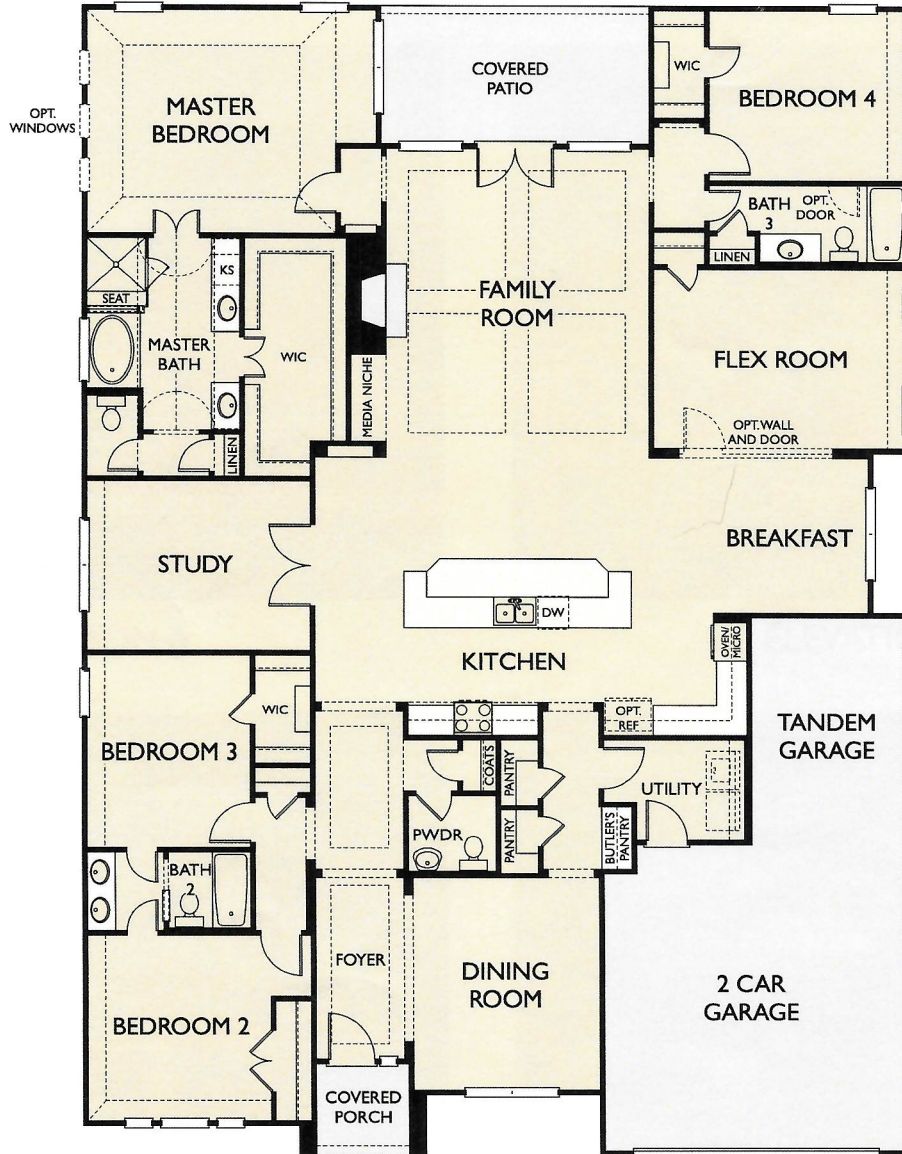 COVERED
PATIO
WIC
BEDROOM 4
OPT.
WINDOWS
MASTER
BEDROOM
BATH
3
OPT.
DOOR
LINEN
KS
SEAT
FAMILY
ROOM
MASTER
BATH
WIC
FLEX ROOM
MEDIA NICHE
OPT. WALL
AND DOOR
LINEN
STUDY
BREAKFAST
DW
OVEN/
MICRO
KITCHEN
WIC
OPT.
REF
TANDEM
GARAGE
BEDROOM 3
COATS
PANTRY
UTILITY
PWDR
PANTRY
BUTLER'S
PANTRY
BATH
2
FOYER
DINING
ROOM
2 CAR
GARAGE
BEDROOM 2
COVERED
PORCH